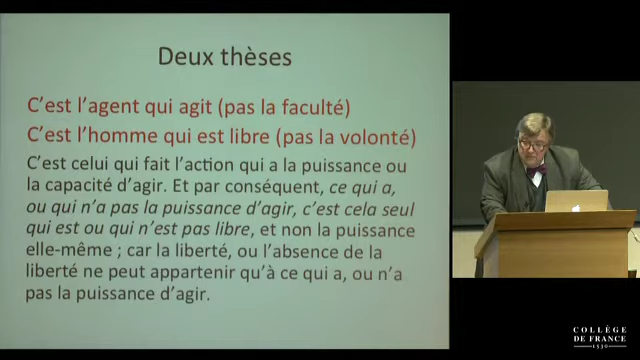 Deux thèses
C'est l'agent qui agit (pas la faculté)
C'est l'homme qui est libre (pas la volonté)
C'est celui qui fait l'action qui a la puissance ou
la capacité d'agir. Et par conséquent, ce qui a,
ou qui n'a pas la puissance d'agir, c'est cela seul
qui est ou qui n'est pas libre, et non la puissance
elle-même ; car la liberté, ou l'absence de la
liberté ne peut appartenir qu'à ce qui a, ou n'a
pas la puissance d'agir.
COLLÈGE
DE FRANCE
1530